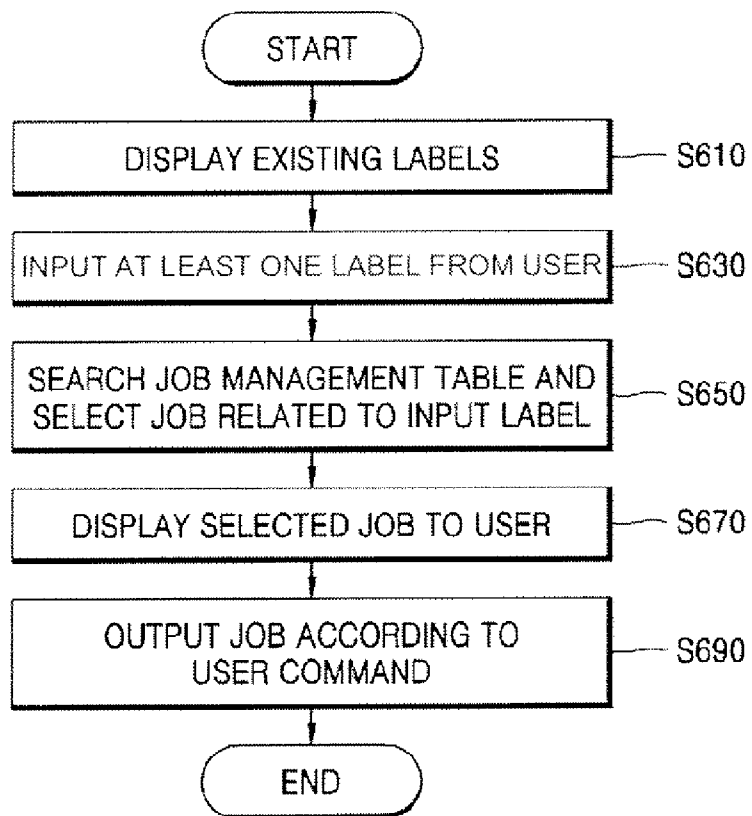 START
DISPLAY EXISTING LABELS
S610
INPUT AT LEAST ONE LABEL FROM USER
S630
SEARCH JOB MANAGEMENT TABLE AND
SELECT JOB RELATED TO INPUT LABEL
S650
DISPLAY SELECTED JOB TO USER
S670
OUTPUT JOB ACCORDING TO
USER COMMAND
S690
END